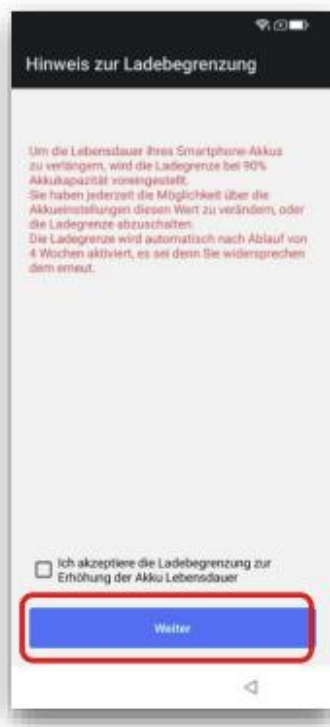 Hinweis zur Ladebegrenzung
Um die Lebensdauer ihres Smartphone-Akkus
zu verlängern, wird die Ladegrenze bei 90%
Akkukapazität voreingestellt.
Sie haben jederzeit die Möglichkeit über die
Akkueinstellungen diesen Wert zu verändern, oder
die Ladegrenze abzuschalten.
Die Ladegrenze wird automatisch nach Ablauf von
4 Wochen aktiviert, es sei denn Sie widersprechen
dem erneut.
Ich akzeptiere die Ladebegrenzung zur
Erhöhung der Akku Lebensdauer
Weiter